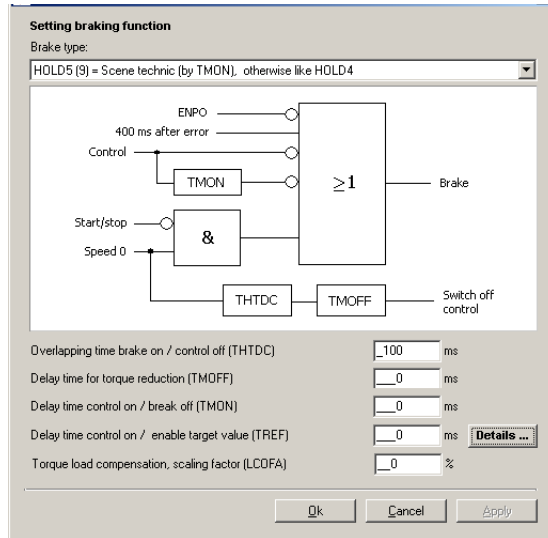 Setting braking function
Brake type:
HOLD5 (9) = Scene technic (by TMON), otherwise like HOLD4
ENPO
400 ms after error
Control
TMON
≥1
Brake
Start/stop
&
Speed 0
THTDC
TMOFF
Switch off
control
Overlapping time brake on / control off (THTDC) _100 ms
Delay time for torque reduction (TMOFF) __0 ms
Delay time control on / break off (TMON) __0 ms
Delay time control on / enable target value (TREF) __0 ms Details ...
Torque load compensation, scaling factor (LCOFA) __0 %
Ok Cancel Apply